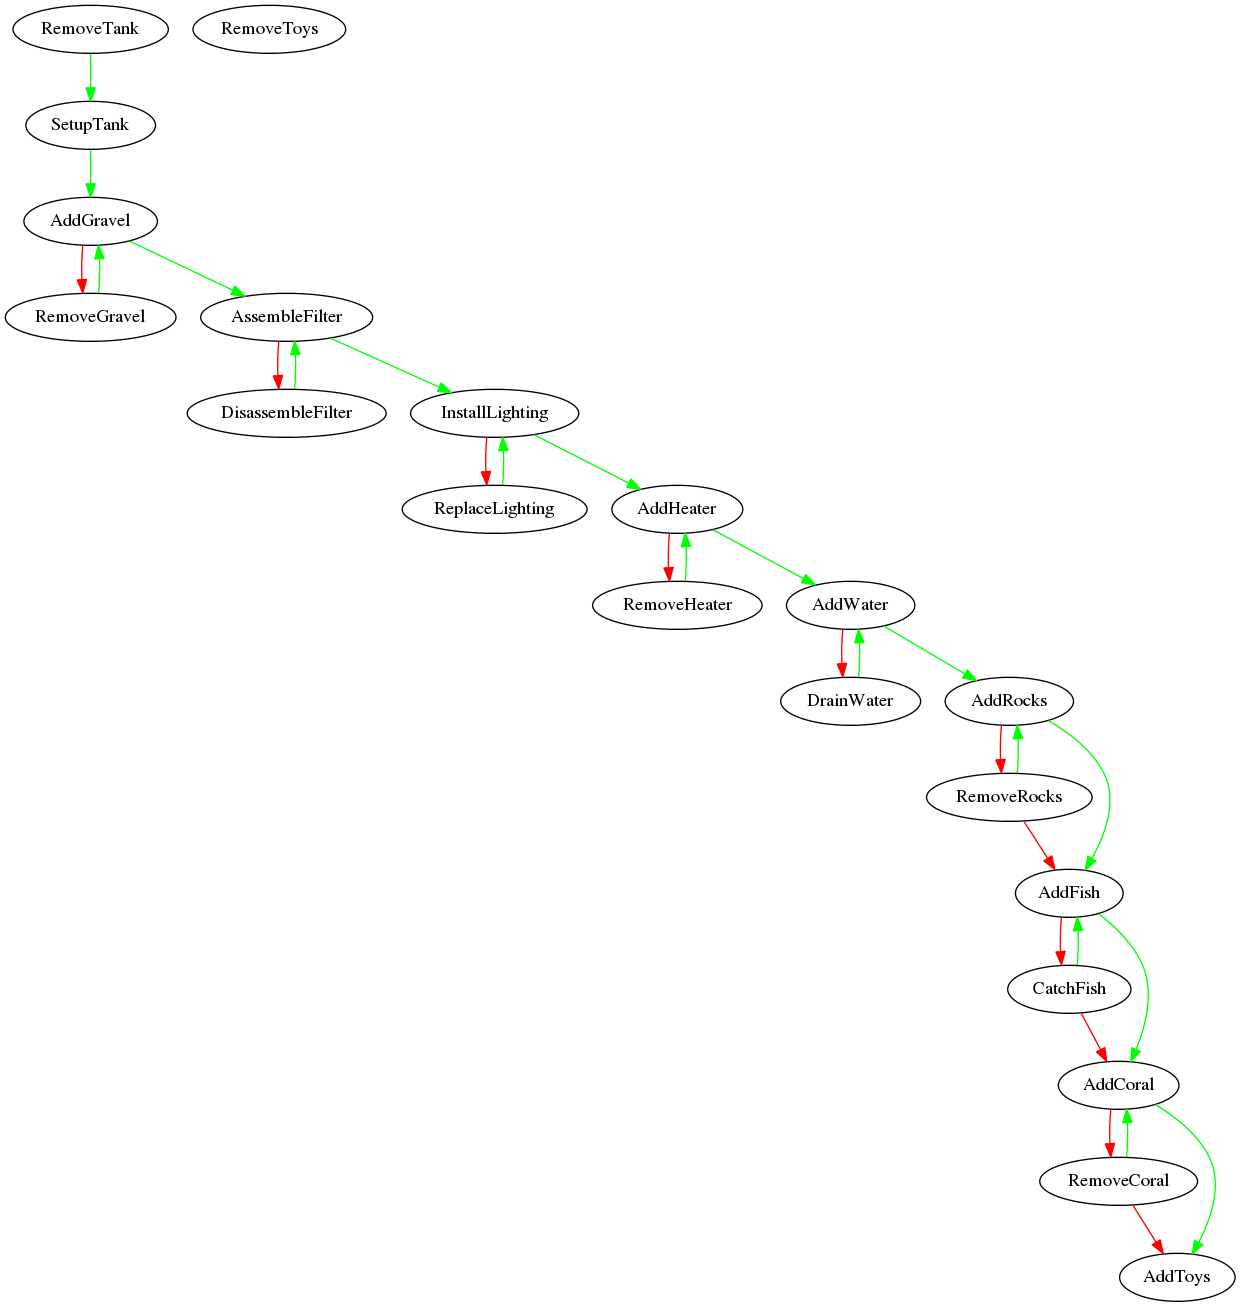 RemoveTank
RemoveToys
SetupTank
AddGravel
RemoveGravel
AssembleFilter
DisassembleFilter
InstallLighting
ReplaceLighting
AddHeater
RemoveHeater
AddWater
DrainWater
AddRocks
RemoveRocks
AddFish
CatchFish
AddCoral
RemoveCoral
AddToys